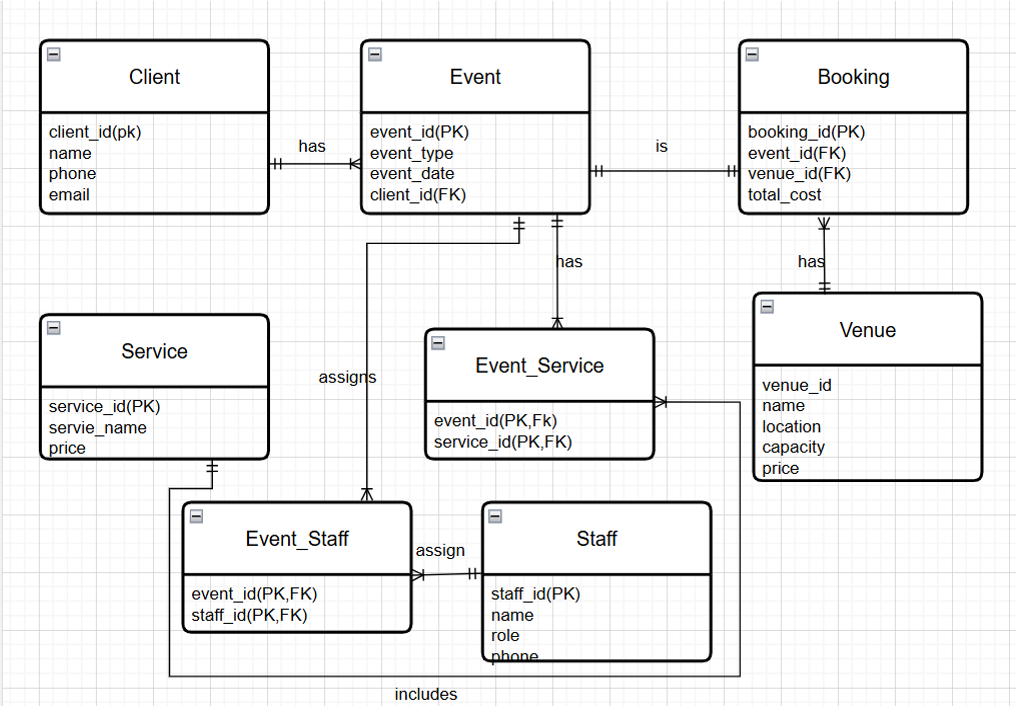 Client
client_id(pk)
name
phone
email
has
Event
event_id(PK)
event_type
event_date
client_id(FK)
is
Booking
booking_id(PK)
event_id(FK)
venue_id(FK)
total_cost
has
has
Venue
venue_id
name
location
capacity
price
Service
service_id(PK)
servie_name
price
assigns
Event_Service
event_id(PK,Fk)
service_id(PK,FK)
Event_Staff
event_id(PK,FK)
staff_id(PK,FK)
assign
Staff
staff_id(PK)
name
role
phone
includes